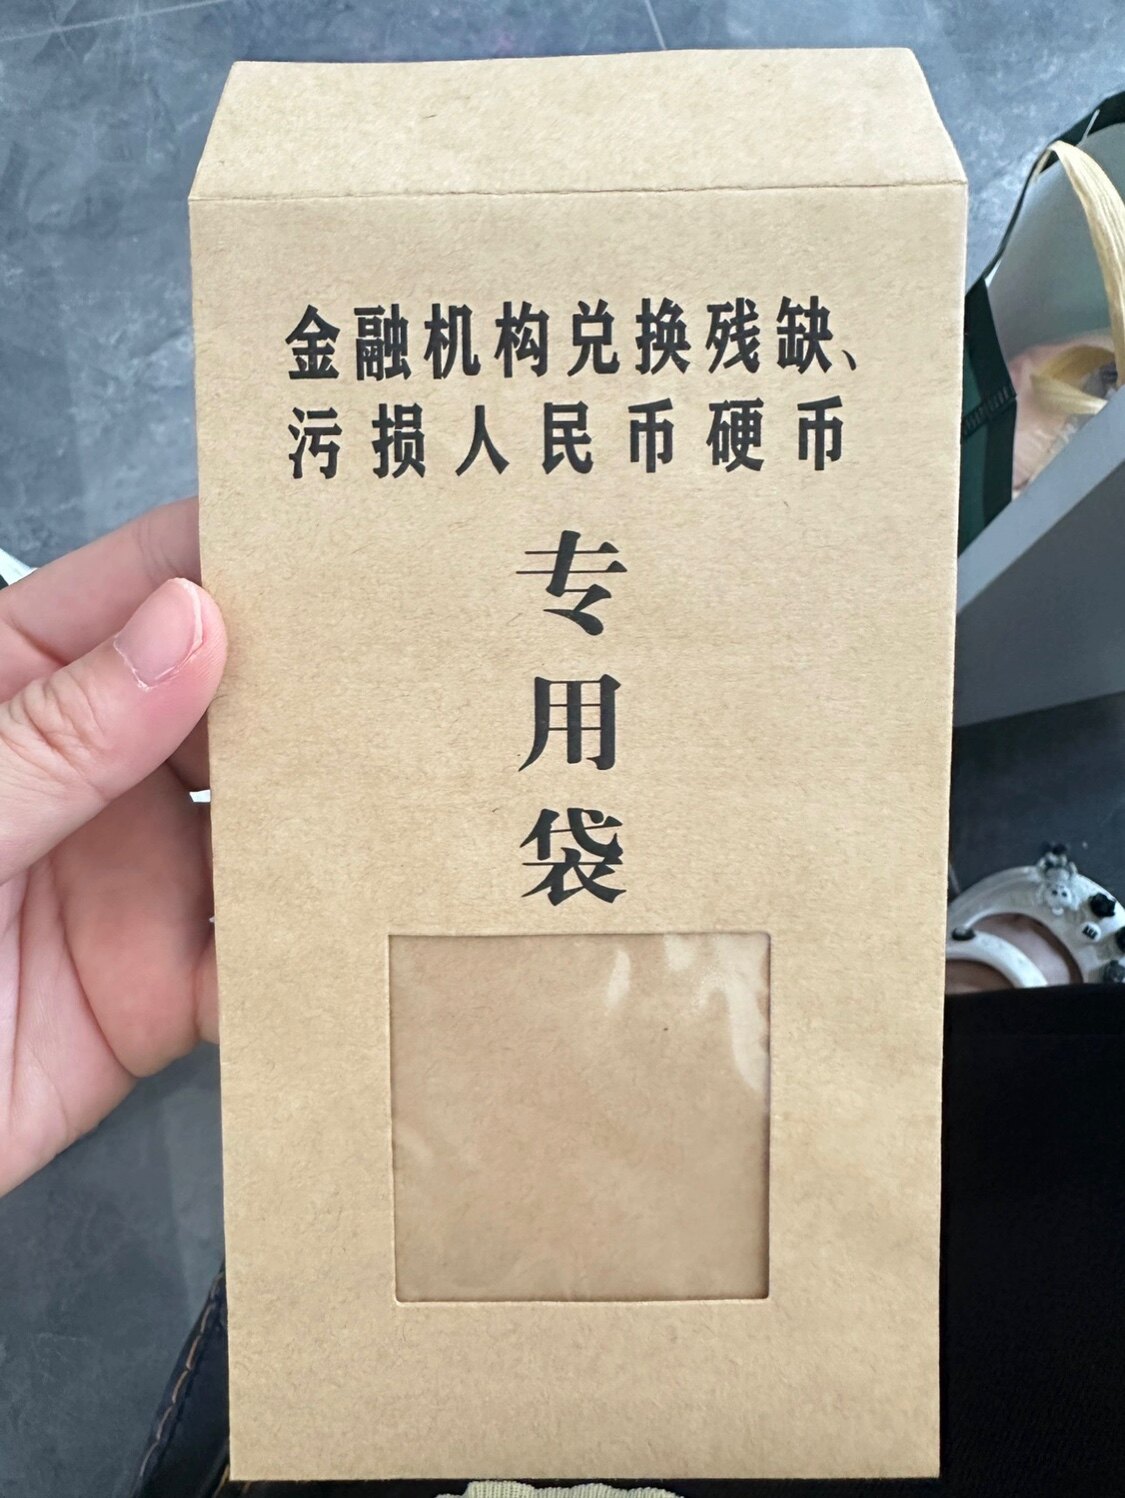 金融机构兑换残缺、
污损人民币硬币
专
用
袋